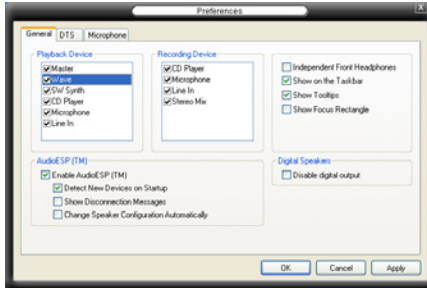 Preferences
X
General DTS Microphone
Playback Device
Master
Wave
SW Synth
CD Player
Microphone
Line In
Recording Device
CD Player
Microphone
Line In
Stereo Mix
Independent Front Headphones
Show on the Taskbar
Show Tooltips
Show Focus Rectangle
AudioESP (TM)
Enable AudioESP (TM)
Detect New Devices on Startup
Show Disconnection Messages
Change Speaker Configuration Automatically
Digital Speakers
Disable digital output
OK Cancel Apply